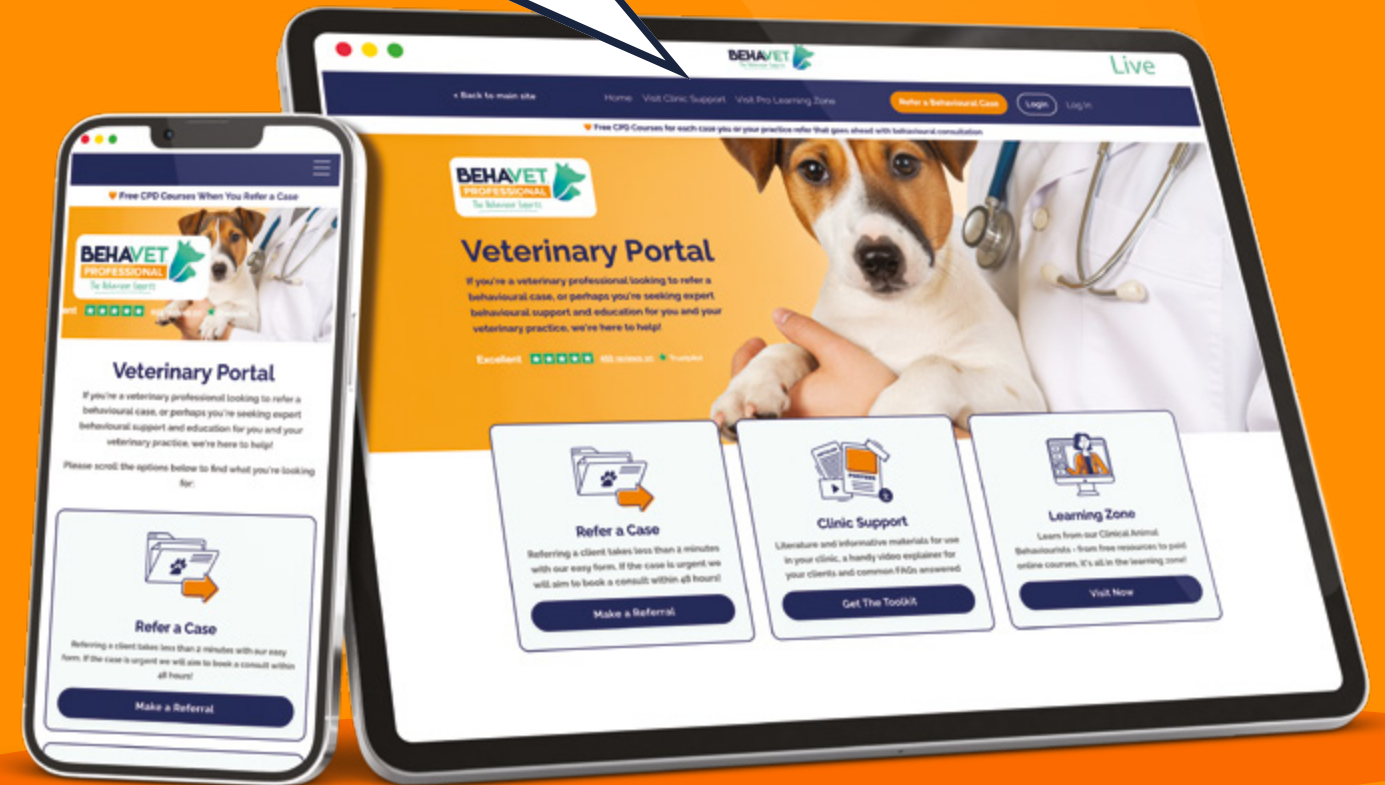 BEHAVET
Live
< Back to main site
Home Visit Clinic Support Visit Pro Learning Zone
Refer a Behavioural Case
Login
Log In
Free CPD Courses for each case you or your practice refer that goes ahead with behavioural consultation
BEHAVET
PROFESSIONAL
The Behaviour Experts
Veterinary Portal
If you're a veterinary professional looking to refer a
behavioural case, or perhaps you're seeking expert
behavioural support and education for you and your
veterinary practice, we're here to help!
Excellent
reviews on
Trustpilot
Refer a Case
Referring a client takes less than 2 minutes
with our easy form. If the case is urgent we
will aim to book a consult within 48 hours!
Make a Referral
Clinic Support
Literature and informative materials for use
in your clinic, a handy video explainer for
your clients and common FAQs answered
Get The Toolkit
Learning Zone
Learn from our Clinical Animal
Behaviourists - from free resources to paid
online courses, it's all in the learning zone!
Visit Now
Free CPD Courses When You Refer a Case
BEHAVET
PROFESSIONAL
The Behaviour Experts
Veterinary Portal
If you're a veterinary professional looking to refer a
behavioural case, or perhaps you're seeking expert
behavioural support and education for you and your
veterinary practice, we're here to help!
Please scroll the options below to find what you're looking
for:
Refer a Case
Referring a client takes less than 2 minutes with our easy
form. If the case is urgent we will aim to book a consult within
48 hours!
Make a Referral